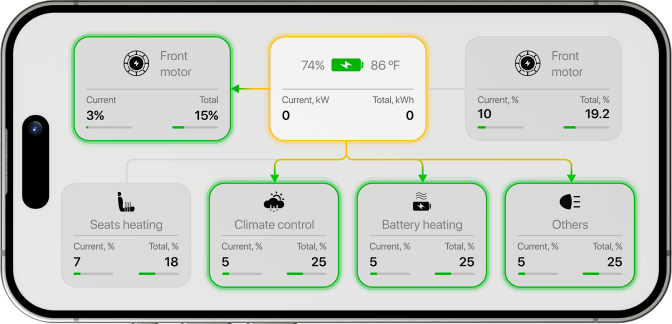 Front
motor
Current Total
3% 15%
74% 86 ºF
Current, kW Total, kWh
0 0
Front
motor
Current, % Total, %
10 19.2
Seats heating
Current, % Total, %
7 18
Climate control
Current, % Total, %
5 25
Battery heating
Current, % Total, %
5 25
Others
Current, % Total, %
5 25